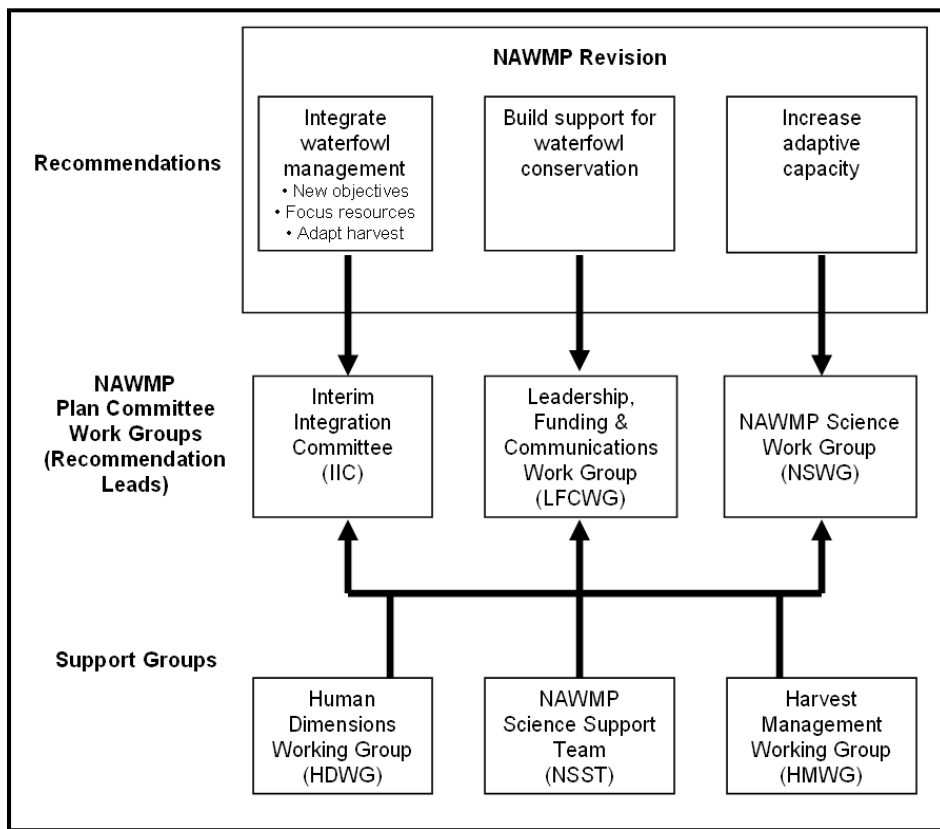 NAWMP Revision
Recommendations
Integrate
waterfowl
management
• New objectives
• Focus resources
• Adapt harvest
Build support for
waterfowl
conservation
Increase
adaptive
capacity
NAWMP
Plan Committee
Work Groups
(Recommendation
Leads)
Interim
Integration
Committee
(IIC)
Leadership,
Funding &
Communications
Work Group
(LFCWG)
NAWMP Science
Work Group
(NSWG)
Support Groups
Human
Dimensions
Working Group
(HDWG)
NAWMP
Science Support
Team
(NSST)
Harvest
Management
Working Group
(HMWG)